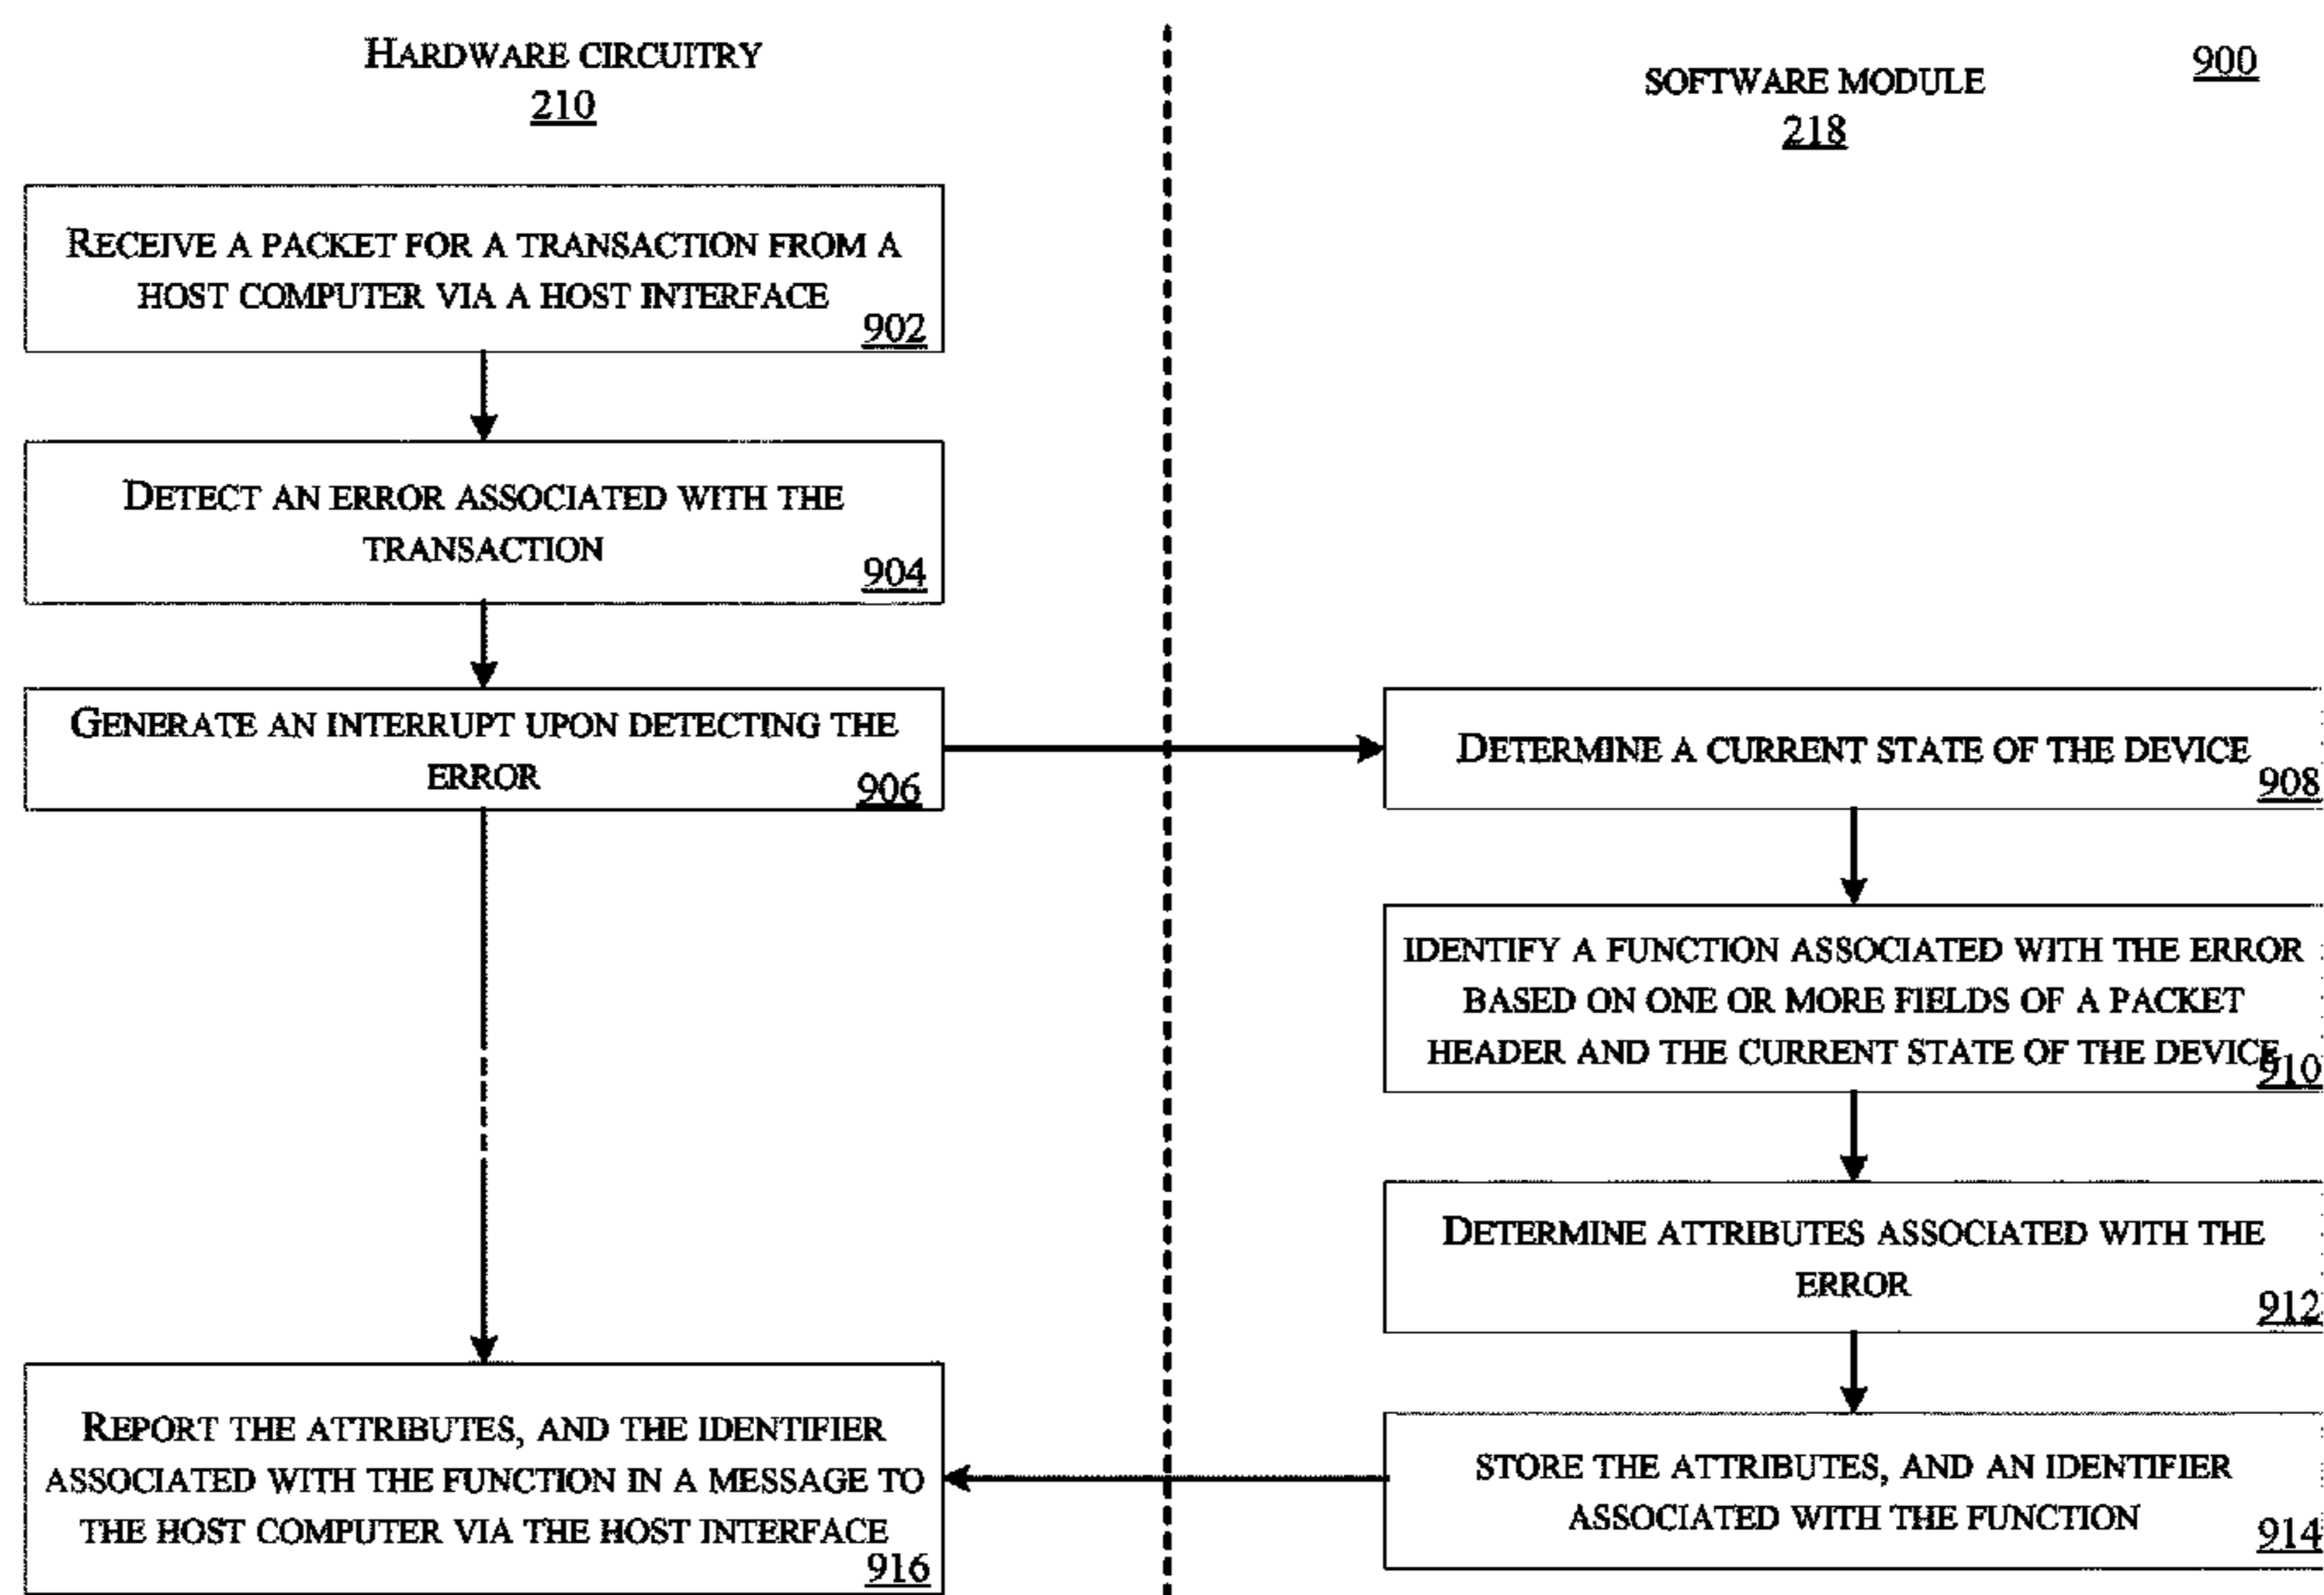 HARDWARE CIRCUITRY
210
SOFTWARE MODULE
218
900
RECEIVE A PACKET FOR A TRANSACTION FROM A
HOST COMPUTER VIA A HOST INTERFACE
902
DETECT AN ERROR ASSOCIATED WITH THE
TRANSACTION
904
GENERATE AN INTERRUPT UPON DETECTING THE
ERROR
906
DETERMINE A CURRENT STATE OF THE DEVICE
908
IDENTIFY A FUNCTION ASSOCIATED WITH THE ERROR
BASED ON ONE OR MORE FIELDS OF A PACKET
HEADER AND THE CURRENT STATE OF THE DEVICE
910
DETERMINE ATTRIBUTES ASSOCIATED WITH THE
ERROR
912
STORE THE ATTRIBUTES, AND AN IDENTIFIER
ASSOCIATED WITH THE FUNCTION
914
REPORT THE ATTRIBUTES, AND THE IDENTIFIER
ASSOCIATED WITH THE FUNCTION IN A MESSAGE TO
THE HOST COMPUTER VIA THE HOST INTERFACE
916